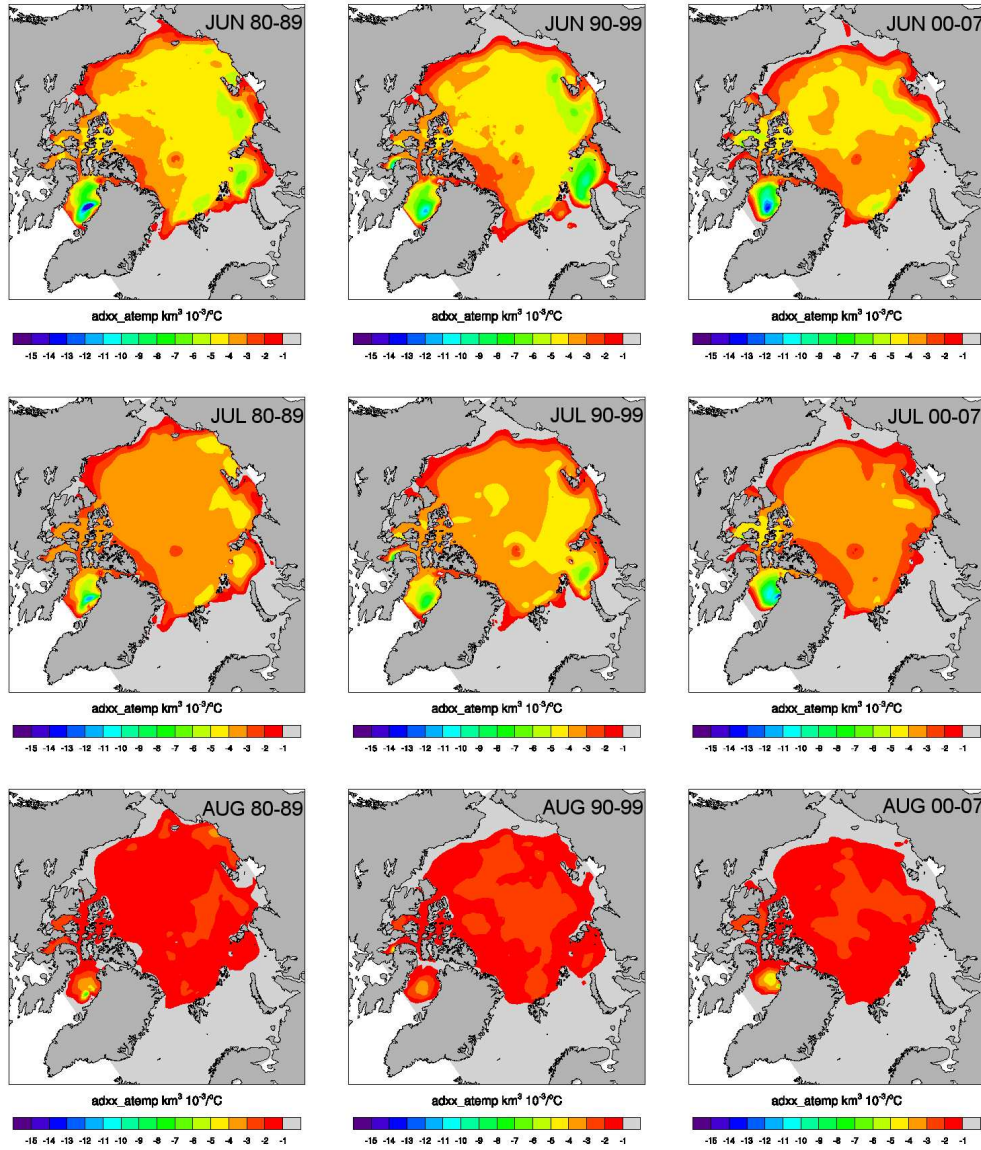 JUN 80-89 JUN 90-99 JUN 00-07
adxx_atemp km³ 10⁻³/°C adxx_atemp km³ 10⁻³/°C adxx_atemp km³ 10⁻³/°C
-15 -14 -13 -12 -11 -10 -9 -8 -7 -6 -5 -4 -3 -2 -1 -15 -14 -13 -12 -11 -10 -9 -8 -7 -6 -5 -4 -3 -2 -1 -15 -14 -13 -12 -11 -10 -9 -8 -7 -6 -5 -4 -3 -2 -1
JUL 80-89 JUL 90-99 JUL 00-07
adxx_atemp km³ 10⁻³/°C adxx_atemp km³ 10⁻³/°C adxx_atemp km³ 10⁻³/°C
-15 -14 -13 -12 -11 -10 -9 -8 -7 -6 -5 -4 -3 -2 -1 -15 -14 -13 -12 -11 -10 -9 -8 -7 -6 -5 -4 -3 -2 -1 -15 -14 -13 -12 -11 -10 -9 -8 -7 -6 -5 -4 -3 -2 -1
AUG 80-89 AUG 90-99 AUG 00-07
adxx_atemp km³ 10⁻³/°C adxx_atemp km³ 10⁻³/°C adxx_atemp km³ 10⁻³/°C
-15 -14 -13 -12 -11 -10 -9 -8 -7 -6 -5 -4 -3 -2 -1 -15 -14 -13 -12 -11 -10 -9 -8 -7 -6 -5 -4 -3 -2 -1 -15 -14 -13 -12 -11 -10 -9 -8 -7 -6 -5 -4 -3 -2 -1